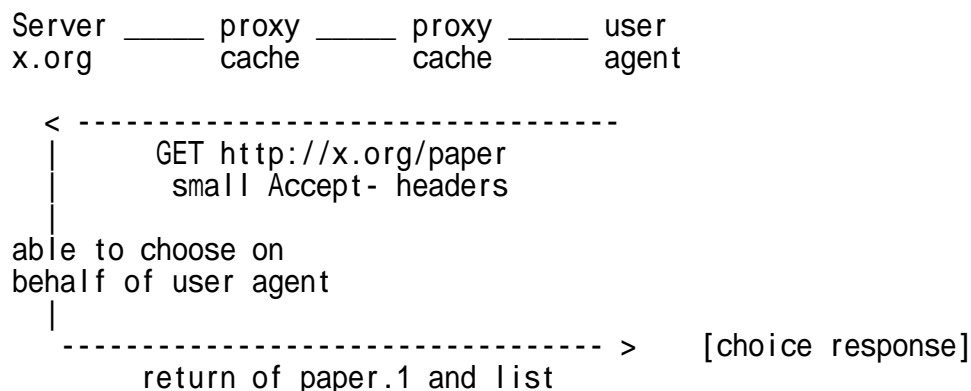 Server _____ proxy _____ proxy _____ user
x.org cache cache agent
< ----------------------------------
| GET http://x.org/paper
| small Accept- headers
|
able to choose on
behalf of user agent
|
---------------------------------- > [choice response]
return of paper.1 and list